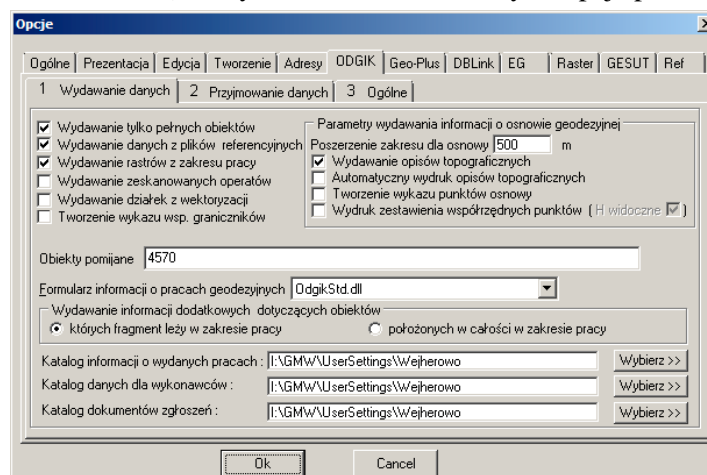 Opcje
Ogólne Prezentacja Edycja Tworzenie Adresy ODGIK Geo-Plus DBLink EG Raster GESUT Ref
1 Wydawanie danych 2 Przyjmowanie danych 3 Ogólne
Wydawanie tylko pełnych obiektów
Wydawanie danych z plików referencyjnych
Wydawanie rastrów z zakresu pracy
Wydawanie zeskanowanych operatów
Wydawanie działek z wektoryzacji
Tworzenie wykazu wsp. graniczników
Parametry wydawania informacji o osnowie geodezyjnej
Poszerzenie zakresu dla osnowy 500 m
Wydawanie opisów topograficznych
Automatyczny wydruk opisów topograficznych
Tworzenie wykazu punktów osnowy
Wydruk zestawienia współrzędnych punktów ( H widoczne )
Obiekty pomijane 4570
Formularz informacji o pracach geodezyjnych OdgikStd.dll
Wydawanie informacji dodatkowych dotyczących obiektów
których fragment leży w zakresie pracy położonych w całości w zakresie pracy
Katalog informacji o wydanych pracach : I:\GMW\UserSettings\Wejherowo Wybierz >>
Katalog danych dla wykonawców : I:\GMW\UserSettings\Wejherowo Wybierz >>
Katalog dokumentów zgłoszeń : I:\GMW\UserSettings\Wejherowo Wybierz >>
Ok Cancel